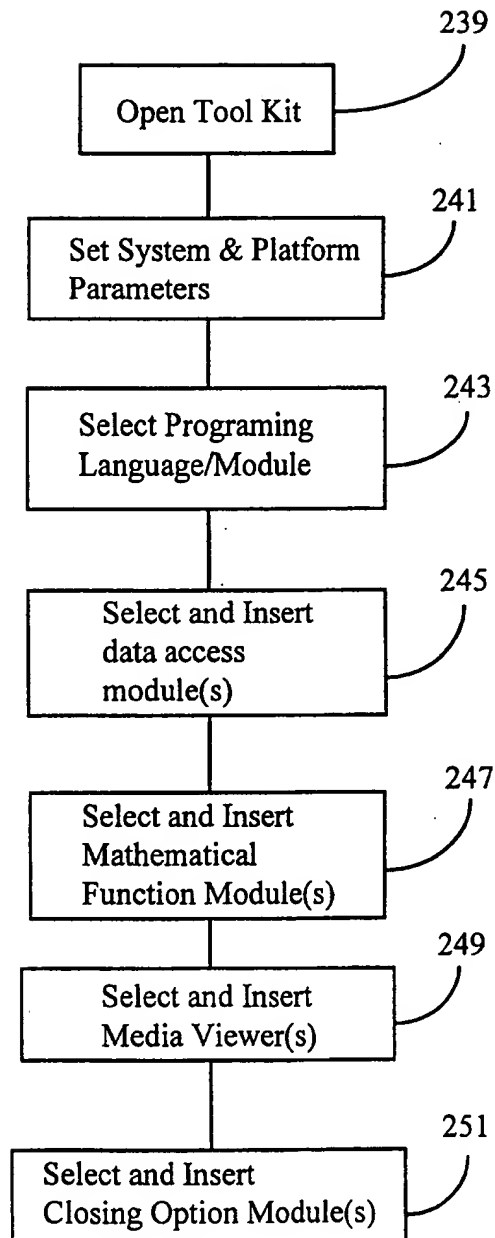 239
Open Tool Kit
241
Set System & Platform
Parameters
243
Select Programing
Language/Module
245
Select and Insert
data access
module(s)
247
Select and Insert
Mathematical
Function Module(s)
249
Select and Insert
Media Viewer(s)
251
Select and Insert
Closing Option Module(s)